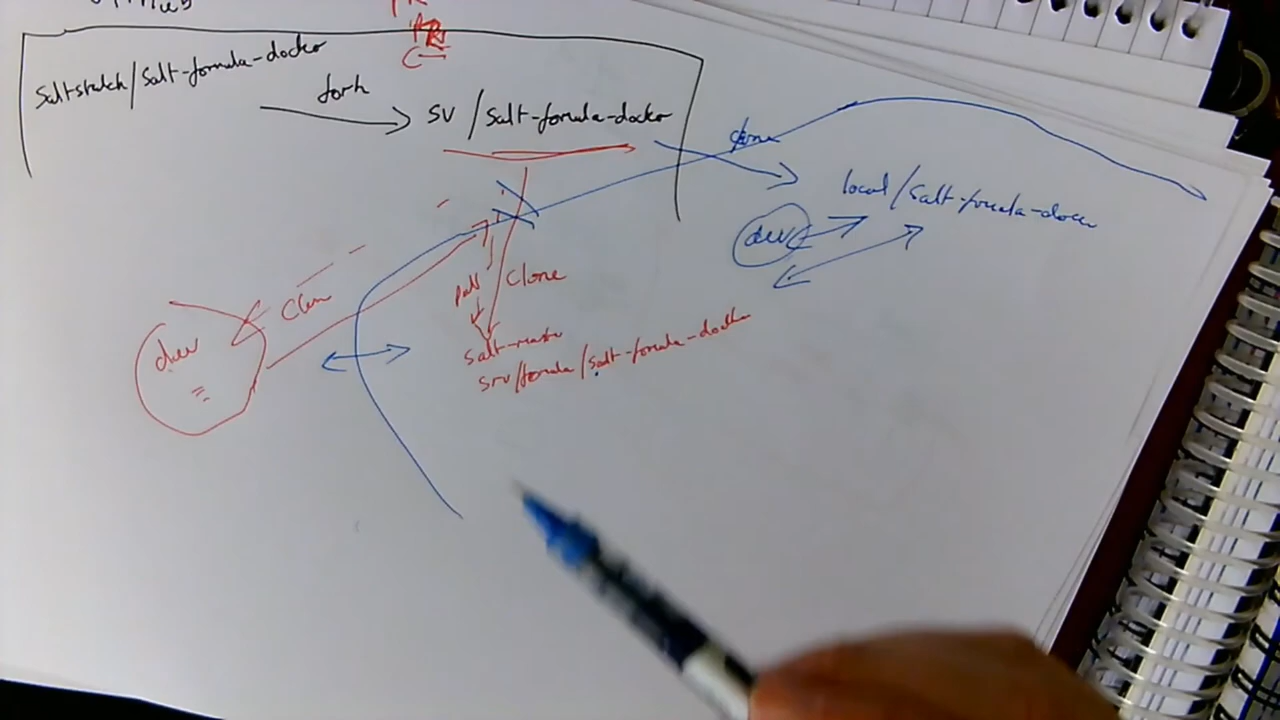 Saltstack/Salt-formula-docker
fork
SV /Salt-formula-docker
clone
local/Salt-formula-docker
dev
pull
Clone
Clone
dev
Salt-master
srv/formula/salt-formula-docker